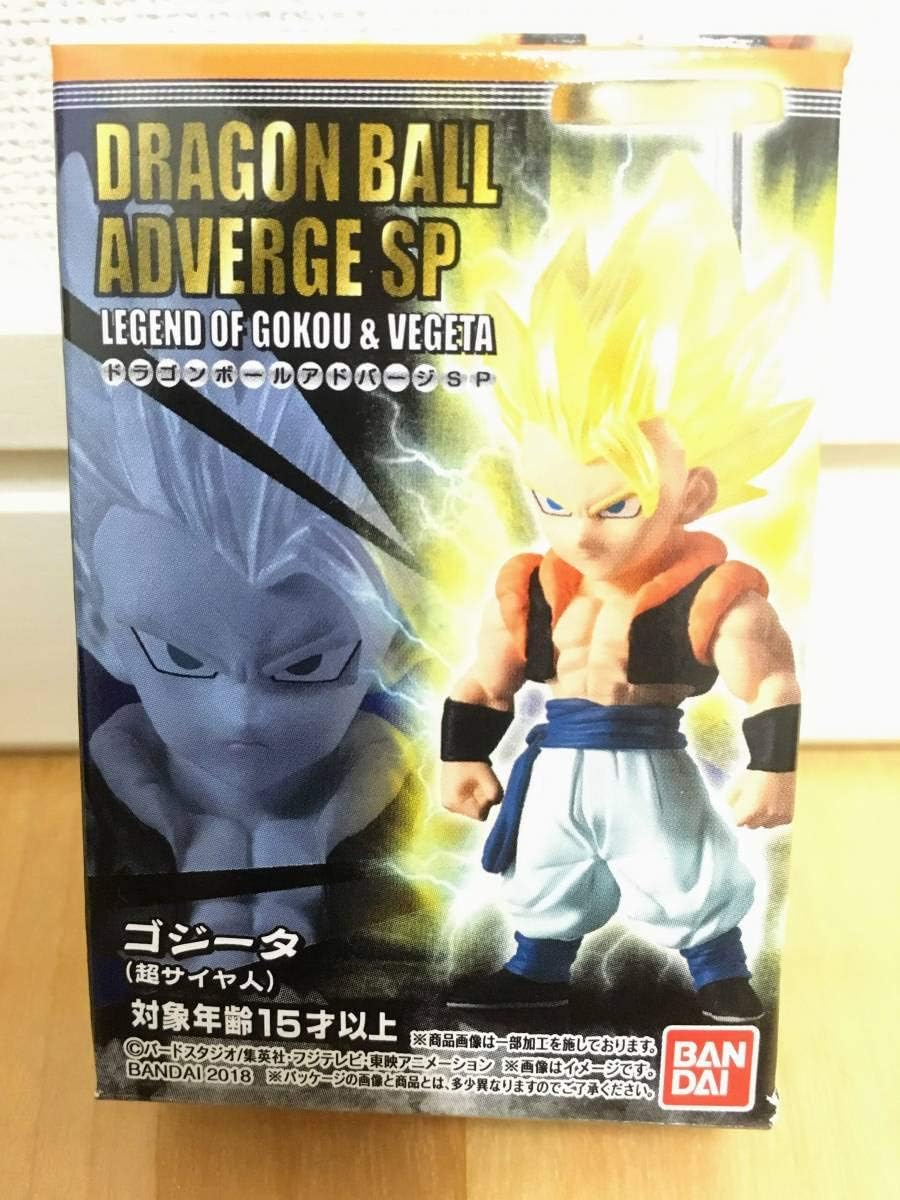 DRAGON BALL
ADVERGE SP
LEGEND OF GOKOU & VEGETA
ドラゴンボールアドバージSP
ゴジータ
(超サイヤ人)
対象年齢15才以上
※商品画像は一部加工を施しております。
©バードスタジオ/集英社・フジテレビ・東映アニメーション ※画像はイメージです。
BANDAI 2018 ※パッケージの画像と商品とは、多少異なりますのでご了承ください。
BAN
DAI